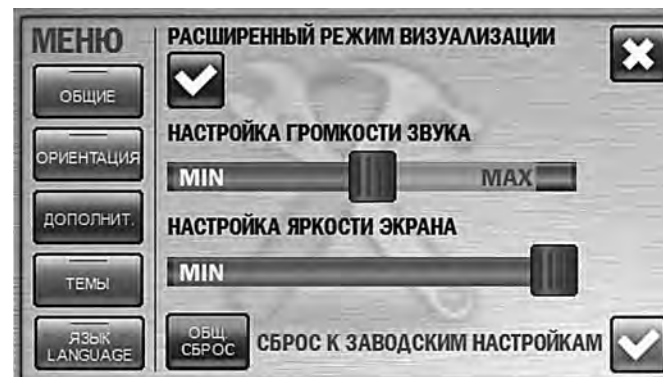 МЕНЮ
ОБЩИЕ
ОРИЕНТАЦИЯ
ДОПОЛНИТ.
ТЕМЫ
ЯЗЫК
LANGUAGE
РАСШИРЕННЫЙ РЕЖИМ ВИЗУАЛИЗАЦИИ
НАСТРОЙКА ГРОМКОСТИ ЗВУКА
MIN MAX
НАСТРОЙКА ЯРКОСТИ ЭКРАНА
MIN
ОБЩ.
СБРОС
СБРОС К ЗАВОДСКИМ НАСТРОЙКАМ